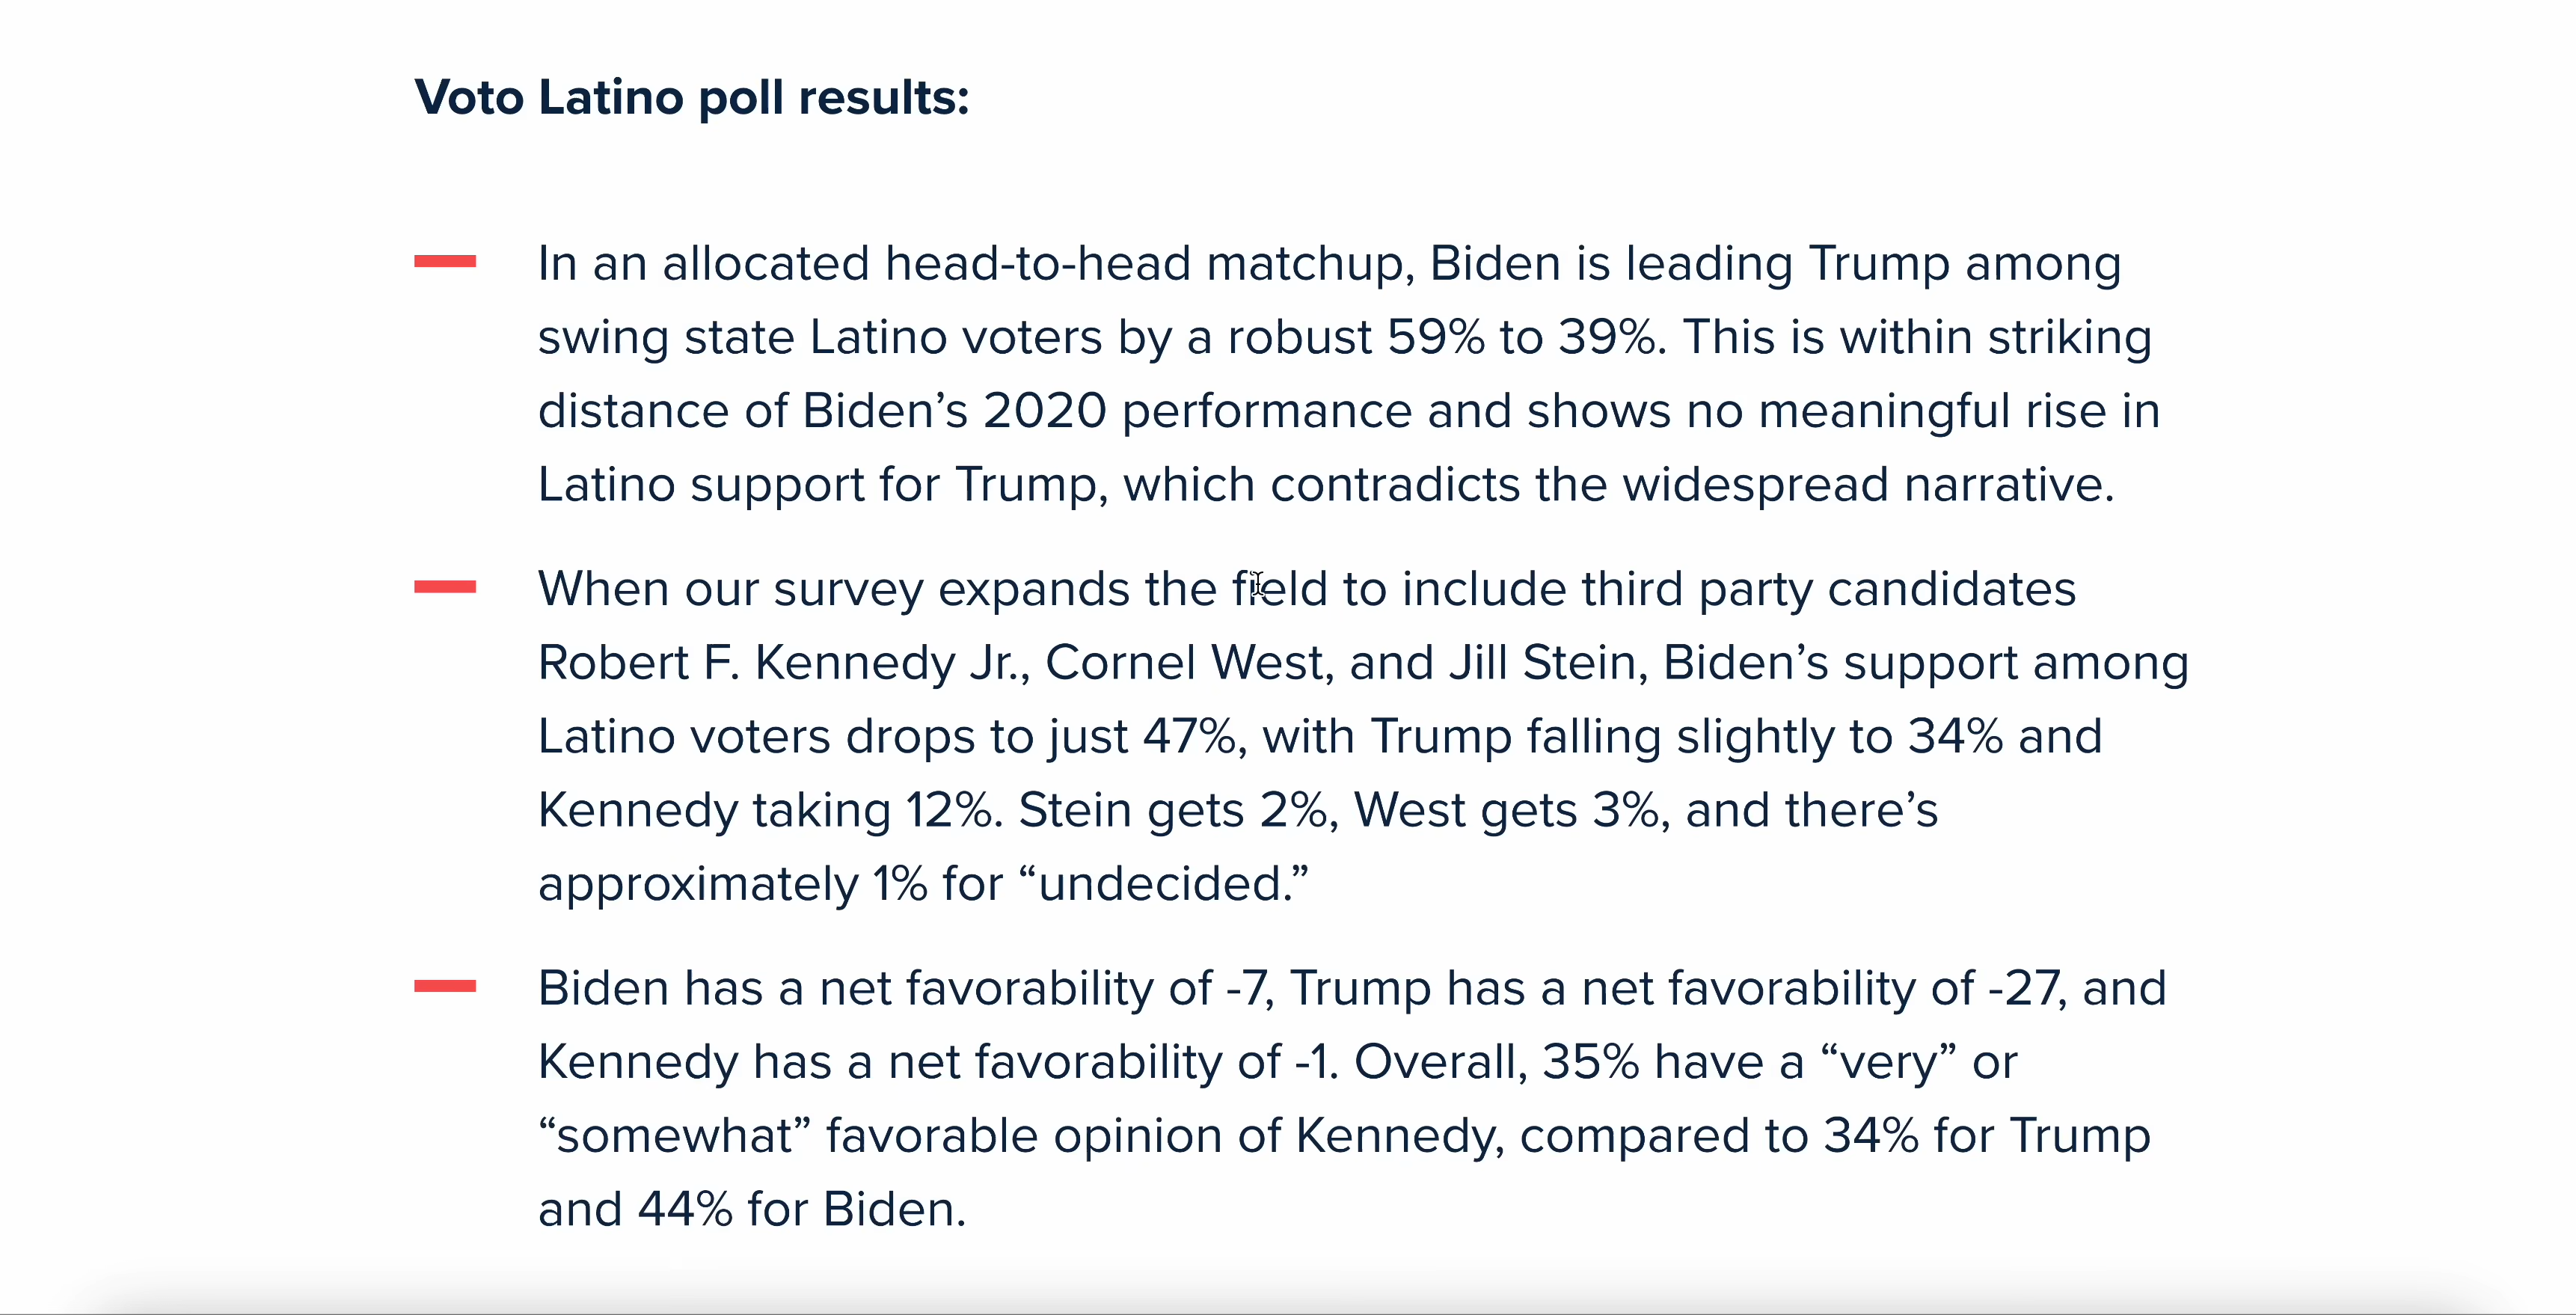 Voto Latino poll results:
In an allocated head-to-head matchup, Biden is leading Trump among
swing state Latino voters by a robust 59% to 39%. This is within striking
distance of Biden’s 2020 performance and shows no meaningful rise in
Latino support for Trump, which contradicts the widespread narrative.
When our survey expands the field to include third party candidates
Robert F. Kennedy Jr., Cornel West, and Jill Stein, Biden’s support among
Latino voters drops to just 47%, with Trump falling slightly to 34% and
Kennedy taking 12%. Stein gets 2%, West gets 3%, and there’s
approximately 1% for “undecided.”
Biden has a net favorability of -7, Trump has a net favorability of -27, and
Kennedy has a net favorability of -1. Overall, 35% have a “very” or
“somewhat” favorable opinion of Kennedy, compared to 34% for Trump
and 44% for Biden.